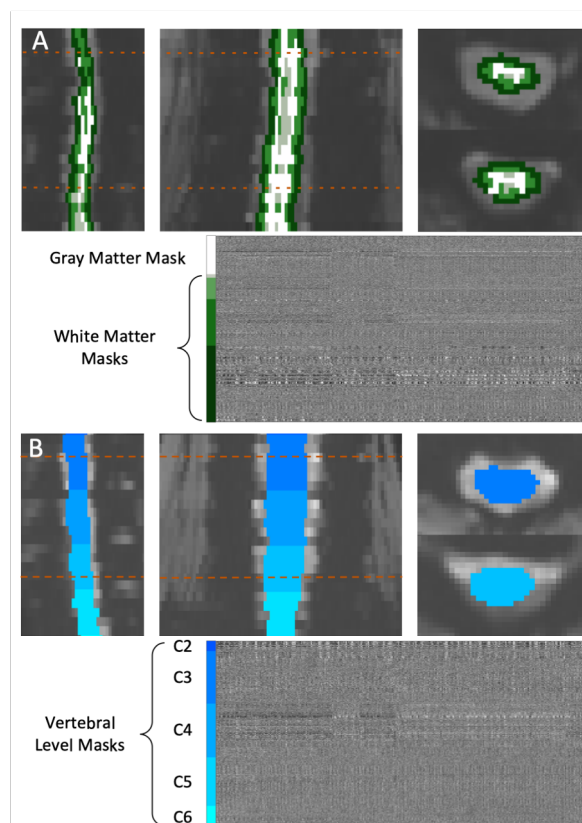 A
Gray Matter Mask
White Matter
Masks
B
C2
C3
Vertebral
Level Masks
C4
C5
C6